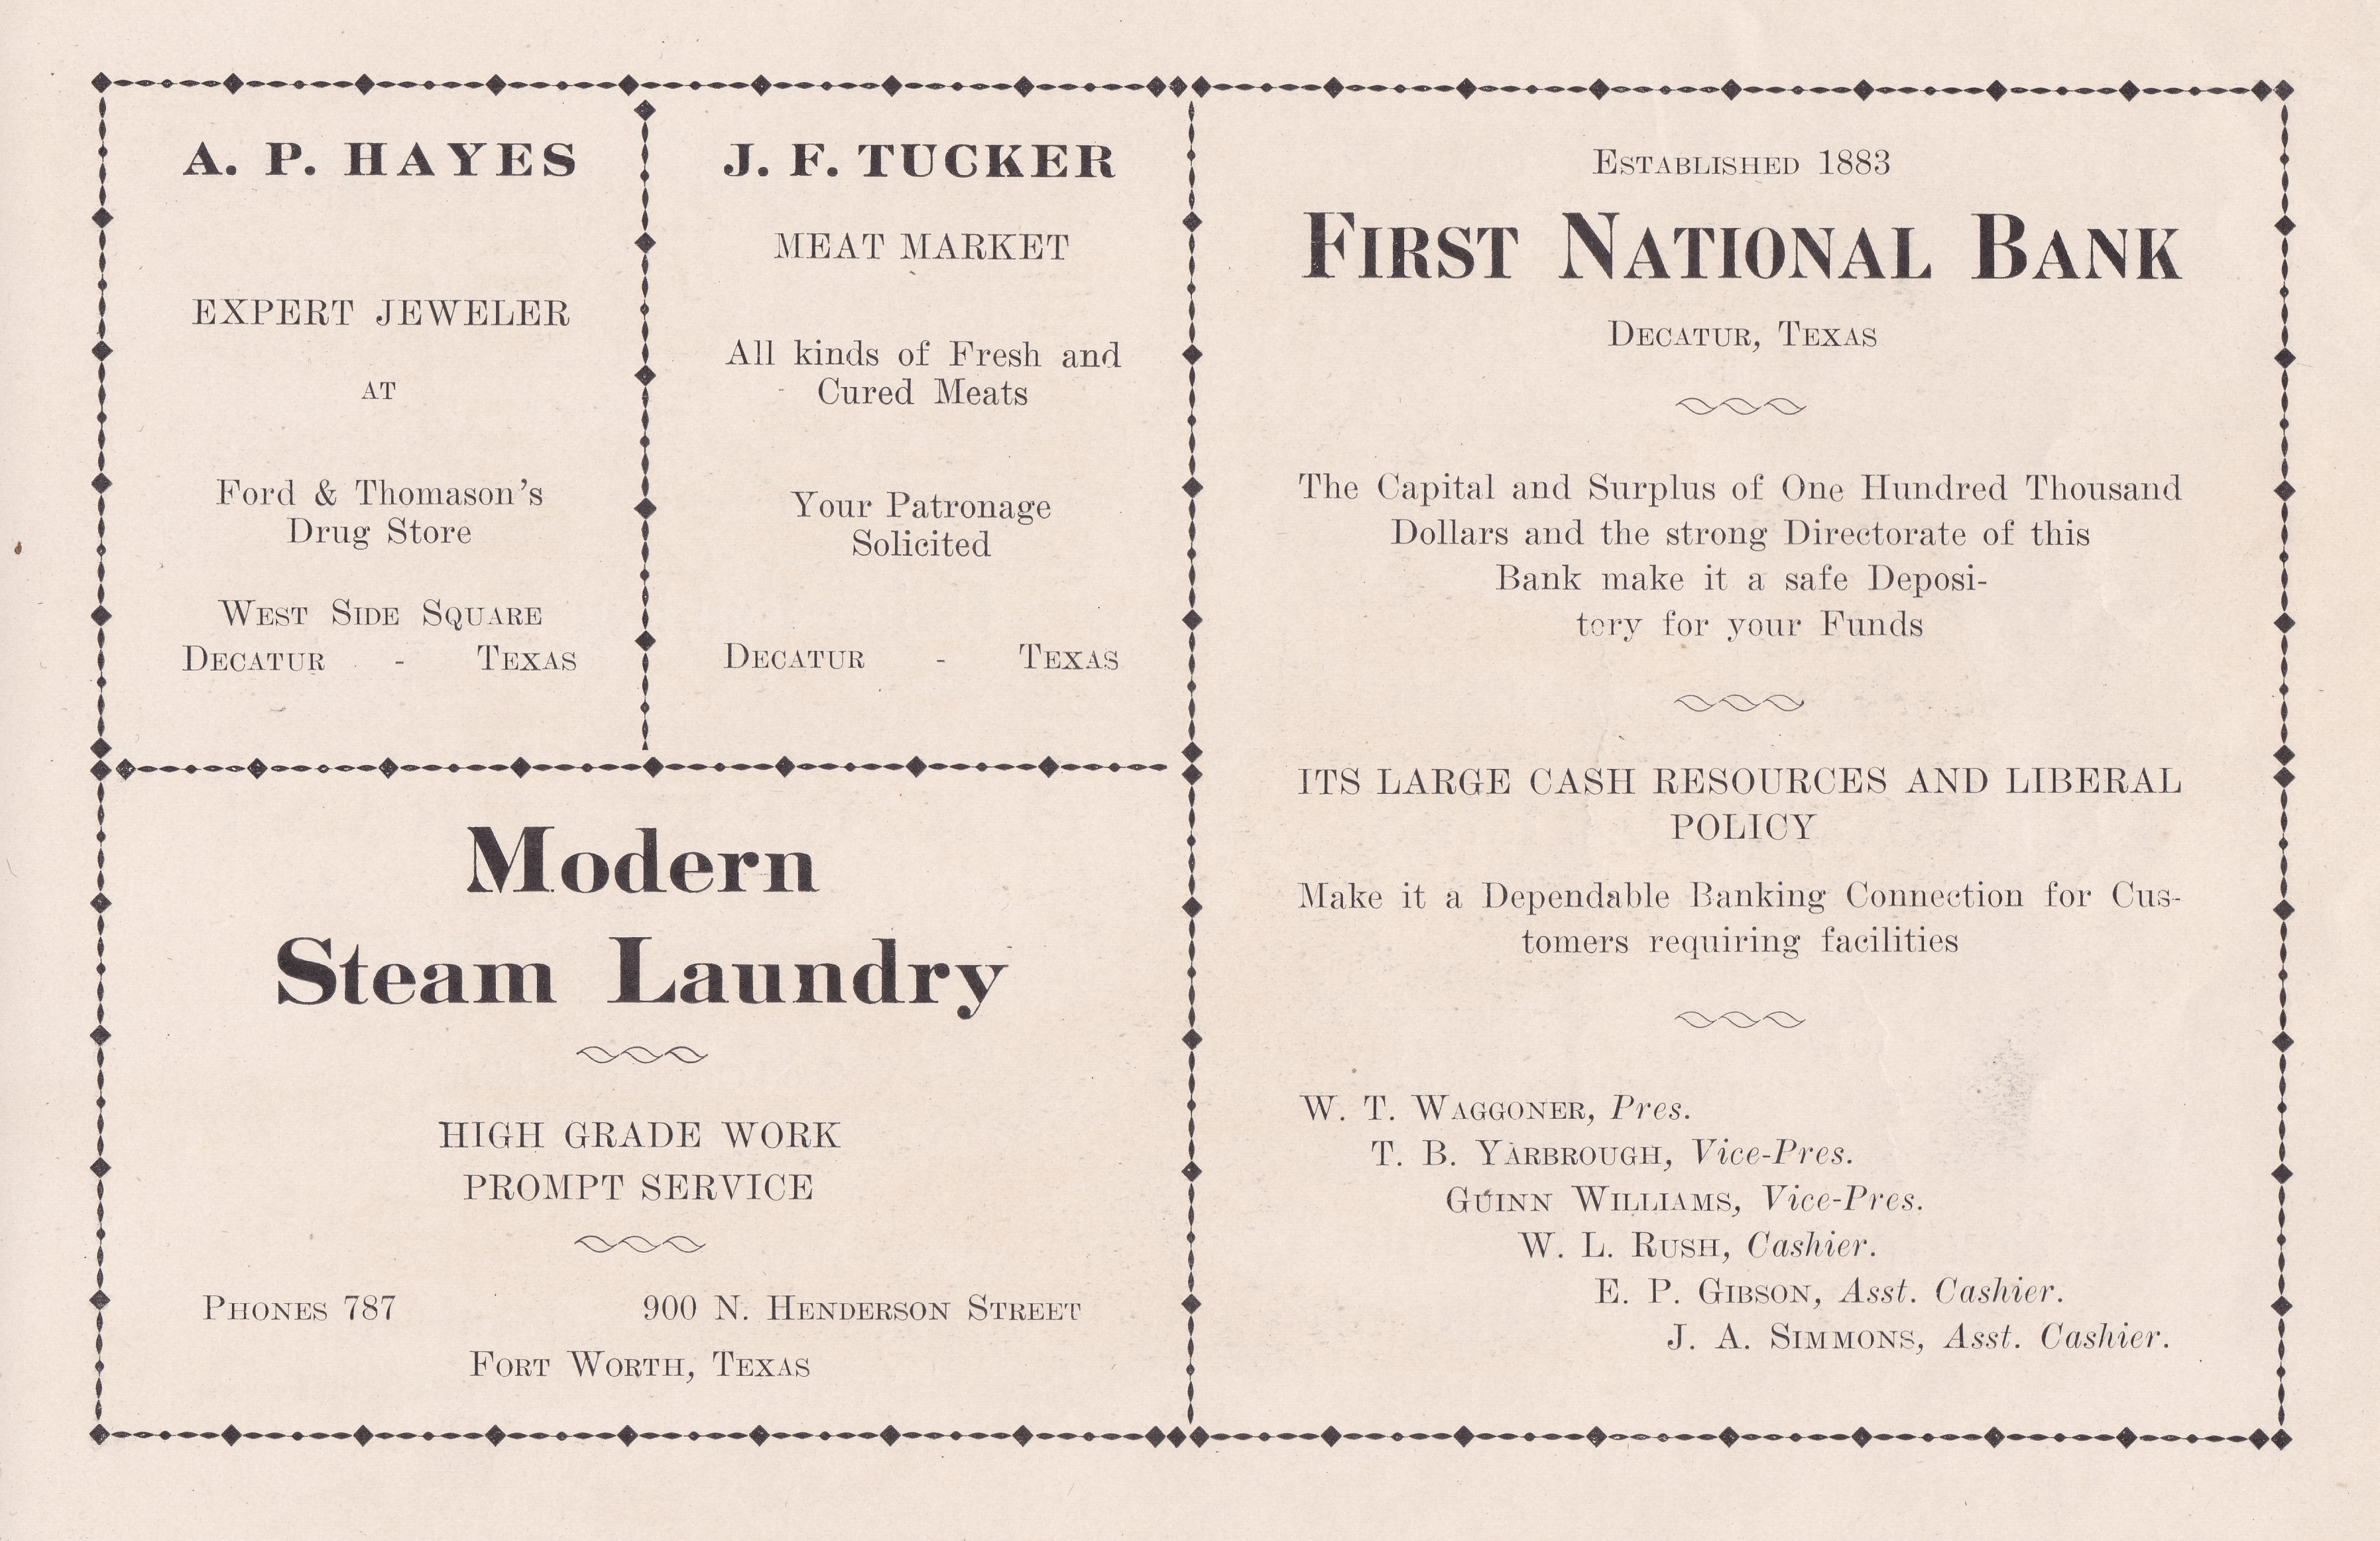 A. P. HAYES
EXPERT JEWELER
AT
Ford & Thomason's
Drug Store
WEST SIDE SQUARE
DECATUR - TEXAS
J. F. TUCKER
MEAT MARKET
All kinds of Fresh and
Cured Meats
Your Patronage
Solicited
DECATUR - TEXAS
Modern
Steam Laundry
HIGH GRADE WORK
PROMPT SERVICE
PHONES 787 900 N. HENDERSON STREET
FORT WORTH, TEXAS
ESTABLISHED 1883
FIRST NATIONAL BANK
DECATUR, TEXAS
The Capital and Surplus of One Hundred Thousand
Dollars and the strong Directorate of this
Bank make it a safe Deposi-
tory for your Funds
ITS LARGE CASH RESOURCES AND LIBERAL
POLICY
Make it a Dependable Banking Connection for Cus-
tomers requiring facilities
W. T. WAGGONER, Pres.
T. B. YARBROUGH, Vice-Pres.
GUINN WILLIAMS, Vice-Pres.
W. L. RUSH, Cashier.
E. P. GIBSON, Asst. Cashier.
J. A. SIMMONS, Asst. Cashier.